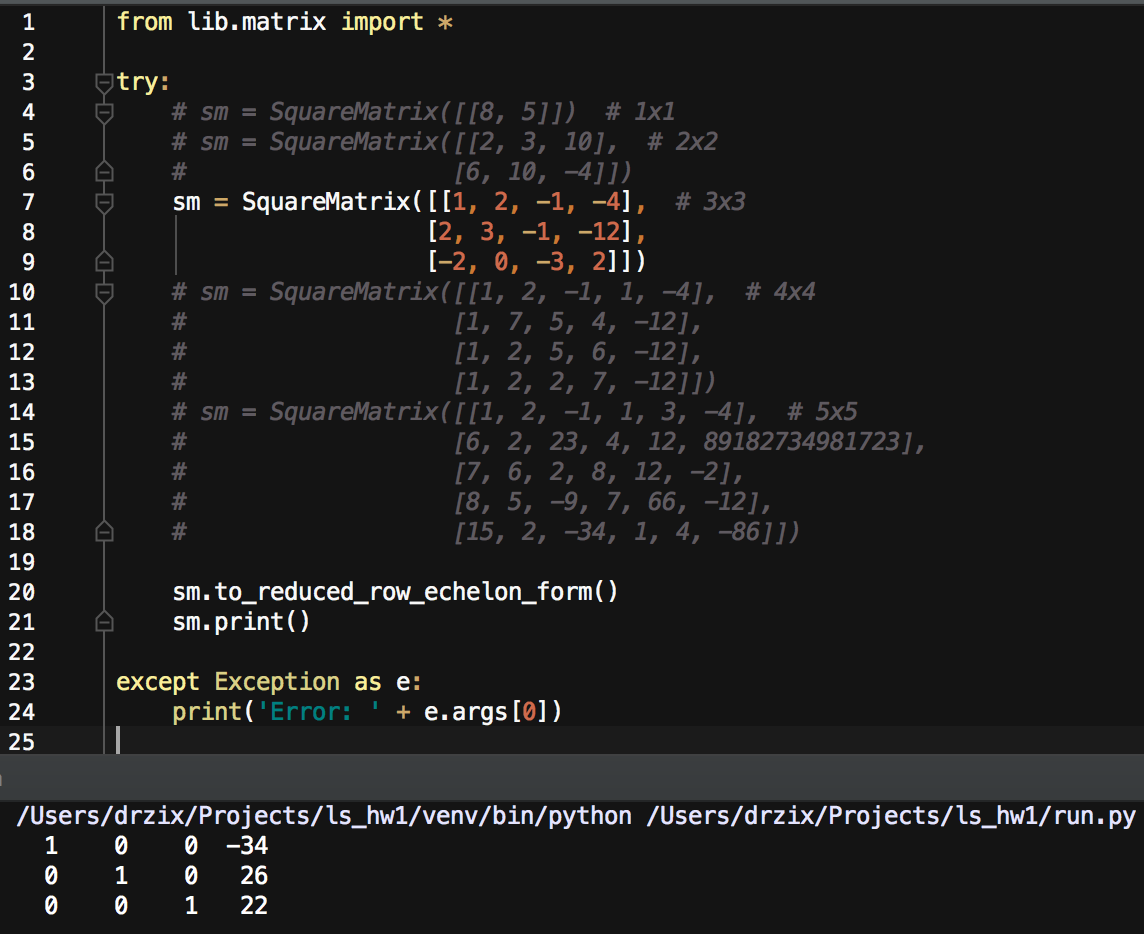 1 from lib.matrix import *
2
3 try:
4     # sm = SquareMatrix([[8, 5]])  # 1x1
5     # sm = SquareMatrix([[2, 3, 10],  # 2x2
6     #                   [6, 10, -4]])
7     sm = SquareMatrix([[1, 2, -1, -4],  # 3x3
8                       [2, 3, -1, -12],
9                       [-2, 0, -3, 2]])
10     # sm = SquareMatrix([[1, 2, -1, 1, -4],  # 4x4
11     #                   [1, 7, 5, 4, -12],
12     #                   [1, 2, 5, 6, -12],
13     #                   [1, 2, 2, 7, -12]])
14     # sm = SquareMatrix([[1, 2, -1, 1, 3, -4],  # 5x5
15     #                   [6, 2, 23, 4, 12, 89182734981723],
16     #                   [7, 6, 2, 8, 12, -2],
17     #                   [8, 5, -9, 7, 66, -12],
18     #                   [15, 2, -34, 1, 4, -86]])
19
20     sm.to_reduced_row_echelon_form()
21     sm.print()
22
23 except Exception as e:
24     print('Error: ' + e.args[0])
25
/Users/drzix/Projects/ls_hw1/venv/bin/python /Users/drzix/Projects/ls_hw1/run.py
1    0    0  -34
0    1    0   26
0    0    1   22